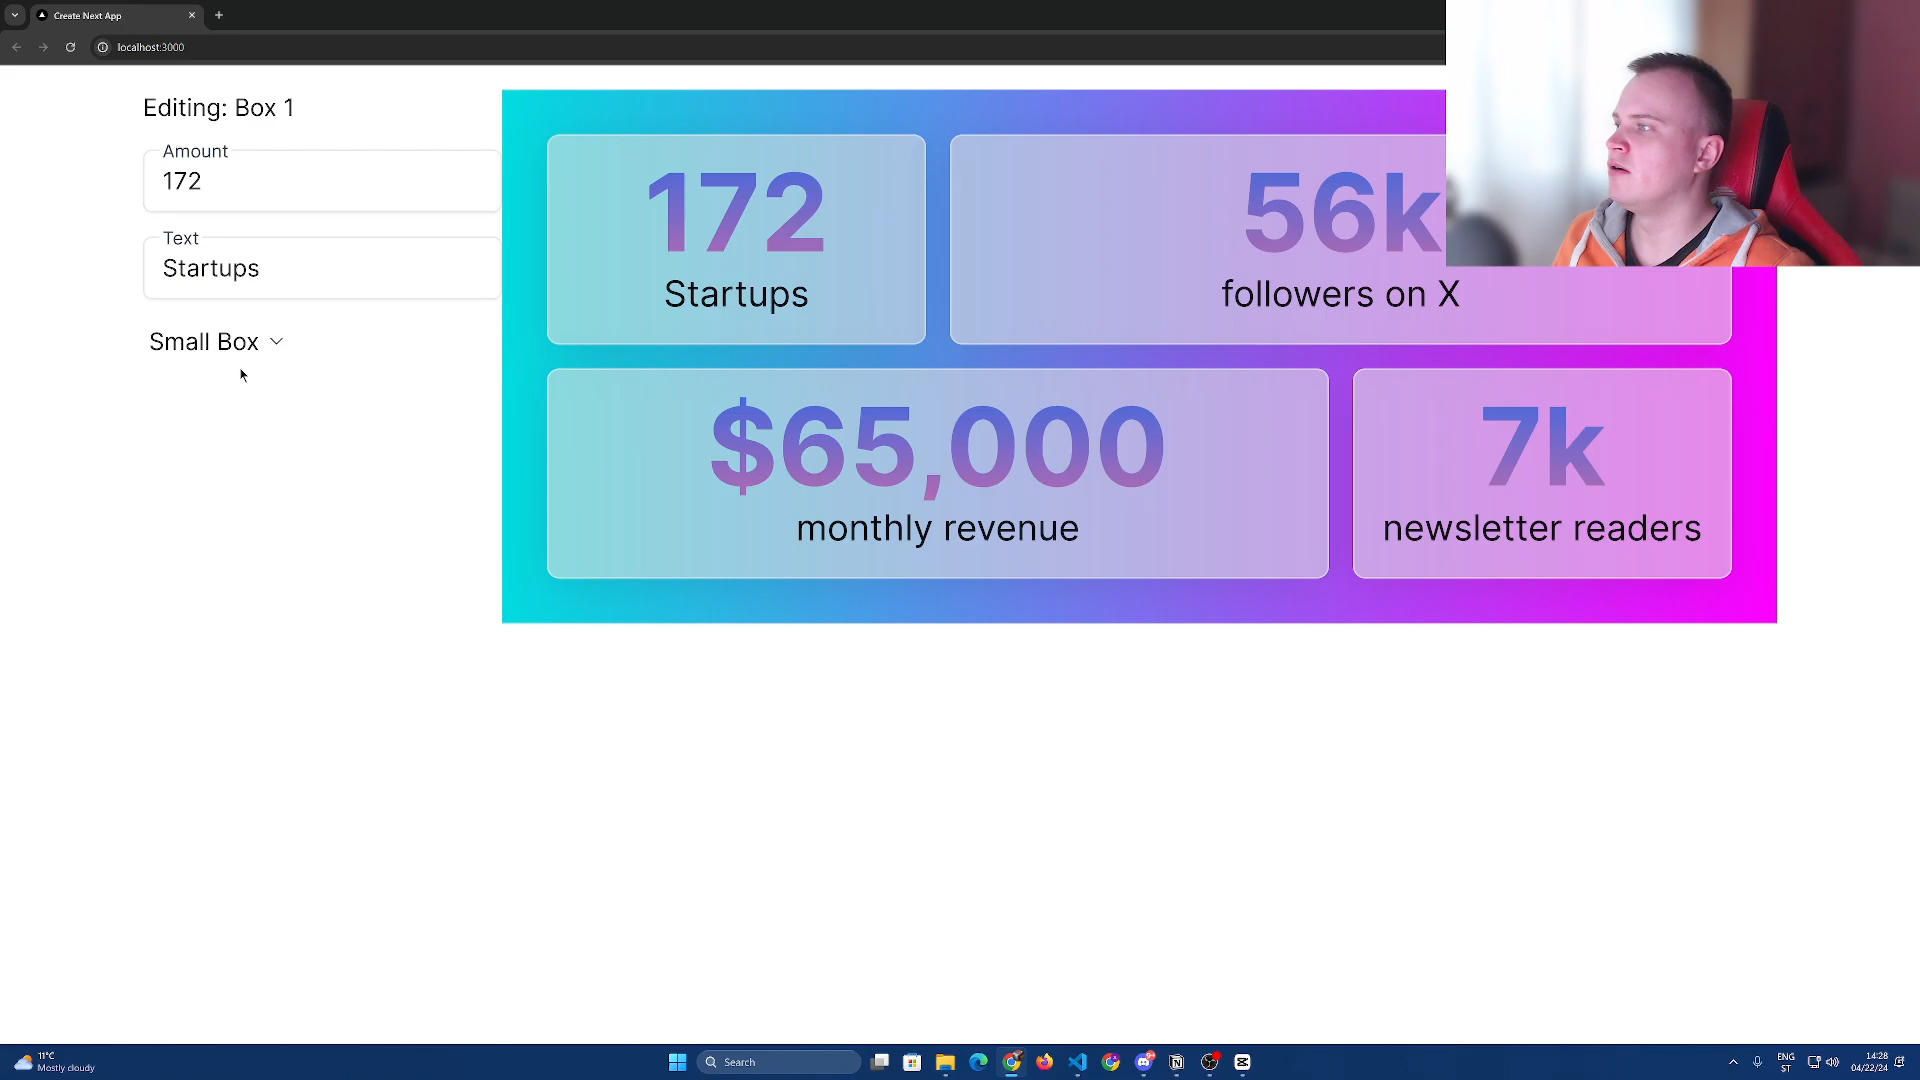 Create Next App
localhost:3000
Editing: Box 1
Amount
172
Text
Startups
Small Box
172
Startups
56k
followers on X
$65,000
monthly revenue
7k
newsletter readers
11°C
Mostly cloudy
Search
ENG
ST
14:28
04/22/24